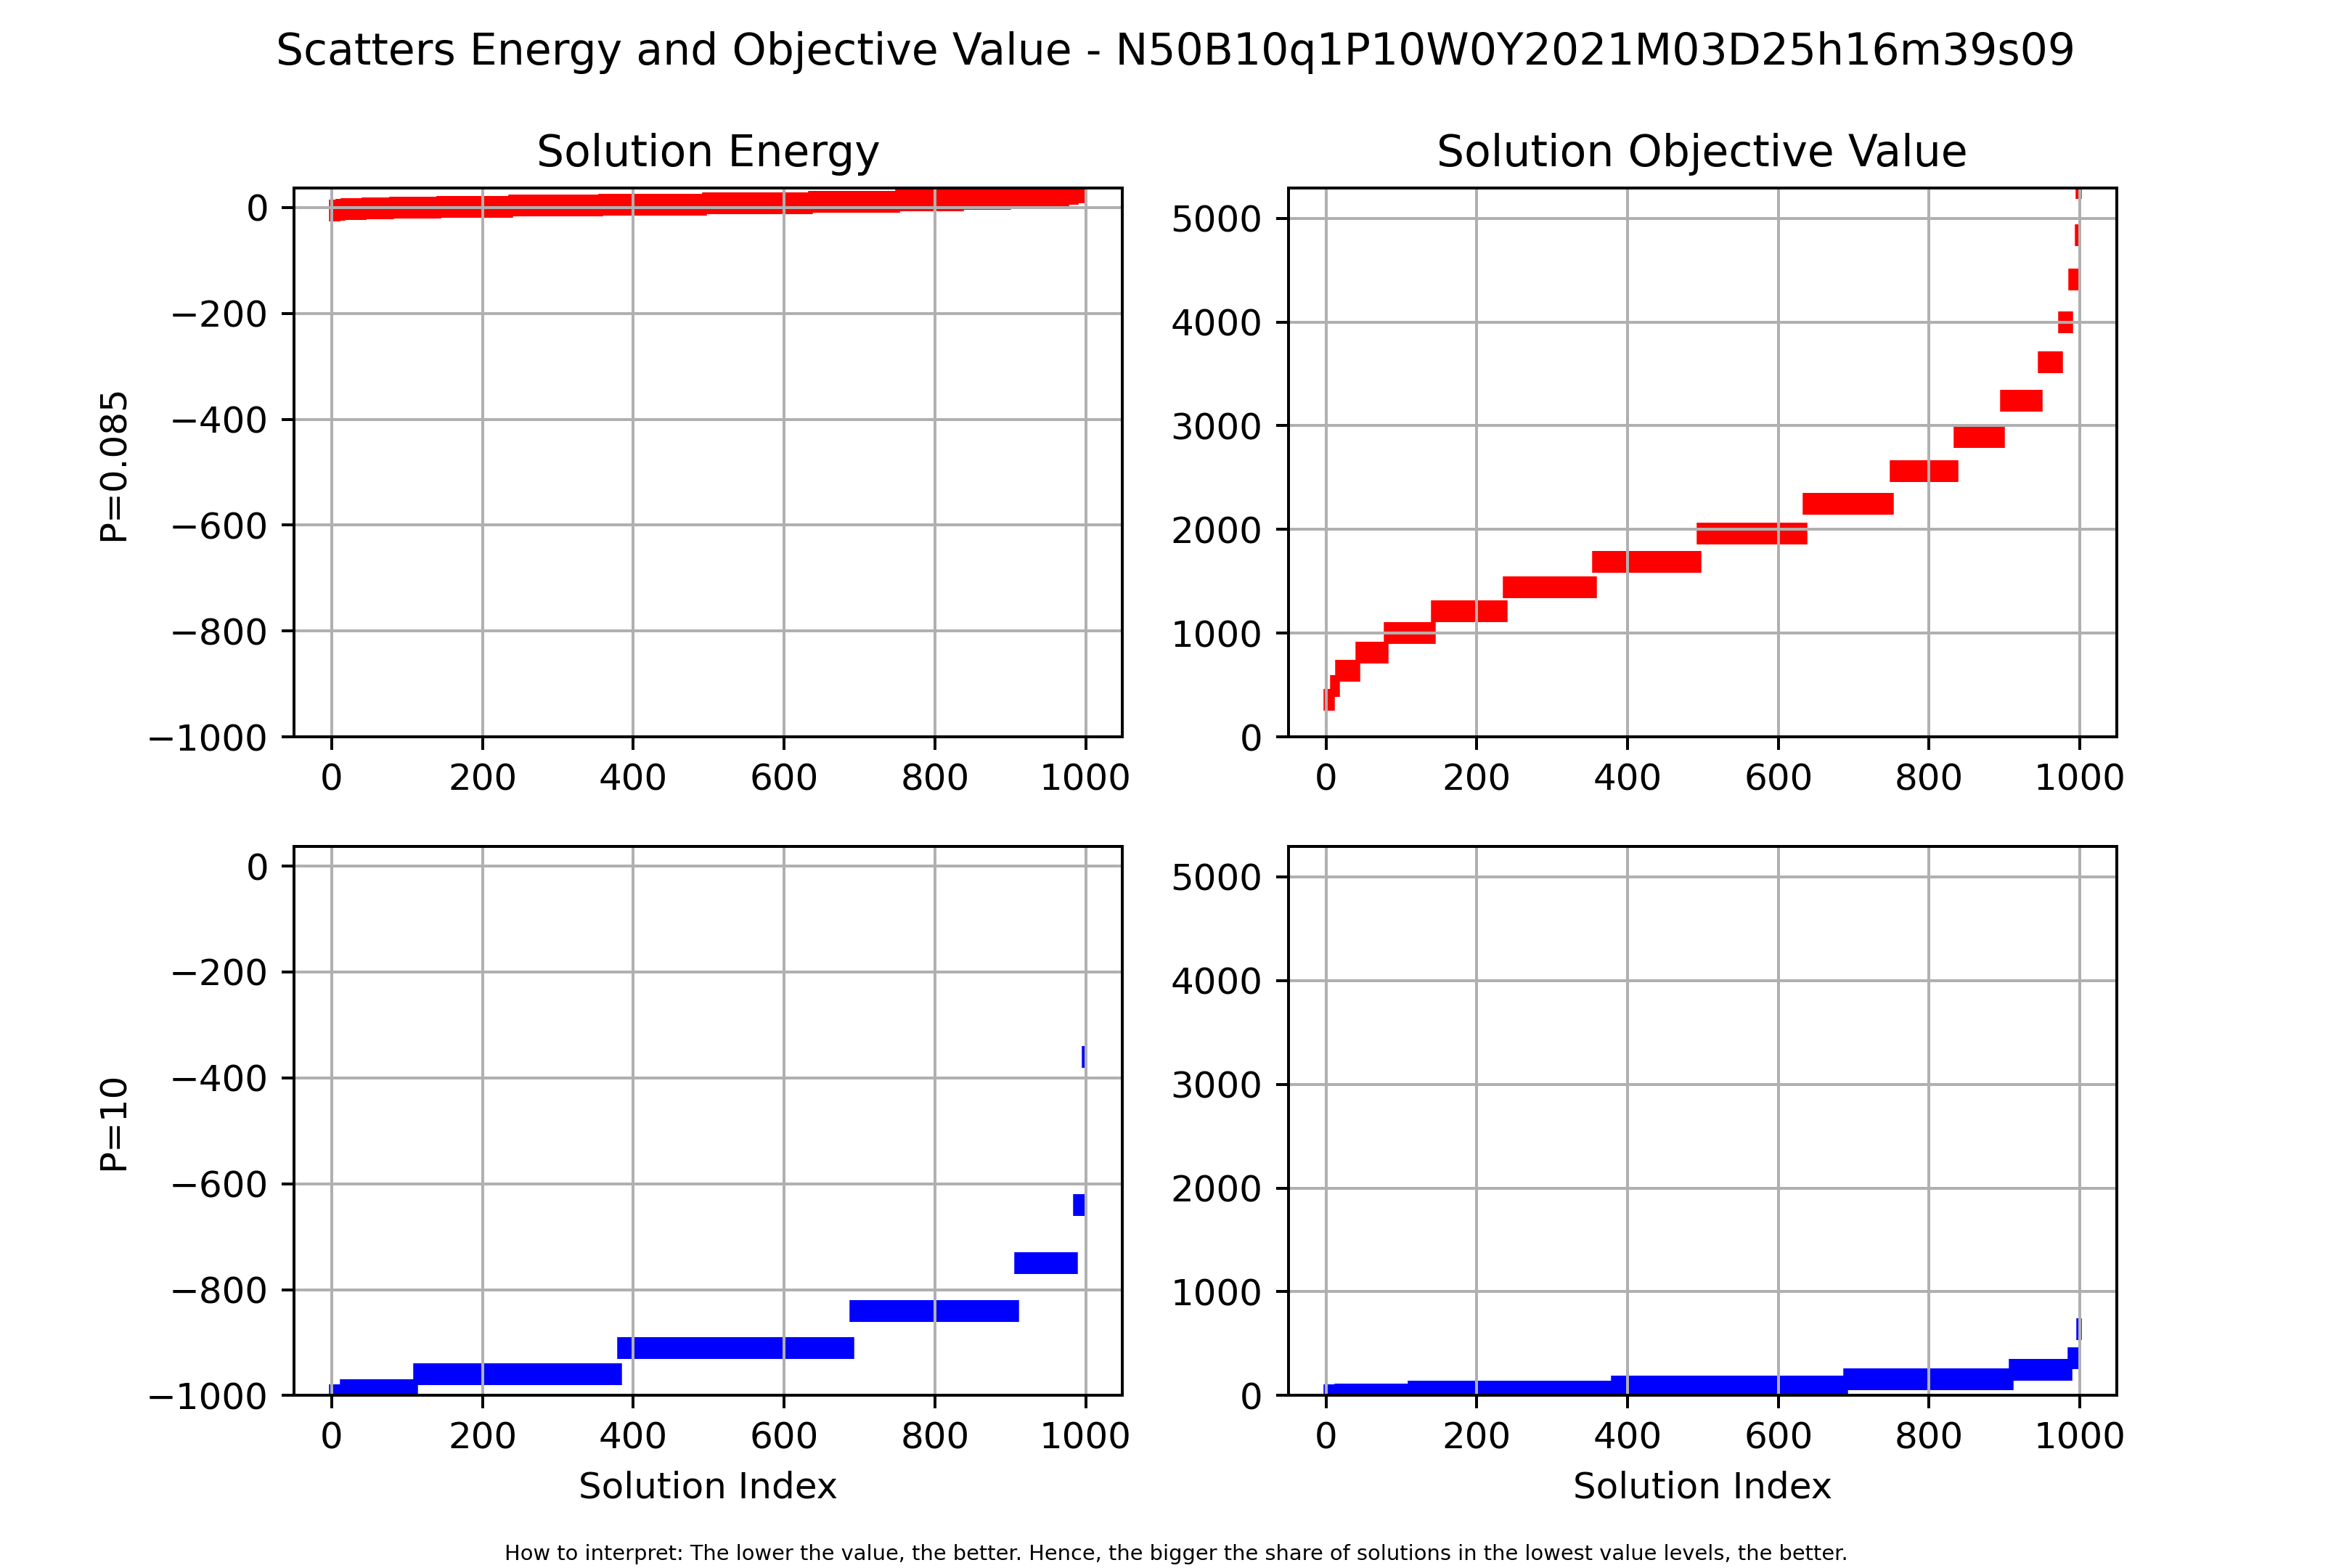 Scatters Energy and Objective Value - N50B10q1P10W0Y2021M03D25h16m39s09
Solution Energy
Solution Objective Value
P=0.085
0
−200
−400
−600
−800
−1000
0 200 400 600 800 1000
5000
4000
3000
2000
1000
0
0 200 400 600 800 1000
P=10
0
−200
−400
−600
−800
−1000
0 200 400 600 800 1000
Solution Index
5000
4000
3000
2000
1000
0
0 200 400 600 800 1000
Solution Index
How to interpret: The lower the value, the better. Hence, the bigger the share of solutions in the lowest value levels, the better.